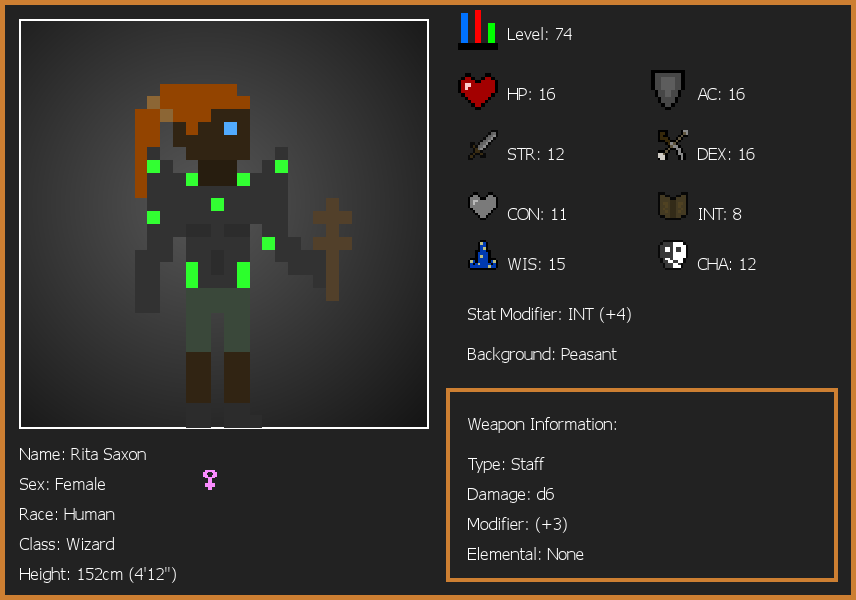 Level: 74
HP: 16
AC: 16
STR: 12
DEX: 16
CON: 11
INT: 8
WIS: 15
CHA: 12
Stat Modifier: INT (+4)
Background: Peasant
Weapon Information:
Type: Staff
Damage: d6
Modifier: (+3)
Elemental: None
Name: Rita Saxon
Sex: Female
Race: Human
Class: Wizard
Height: 152cm (4'12")